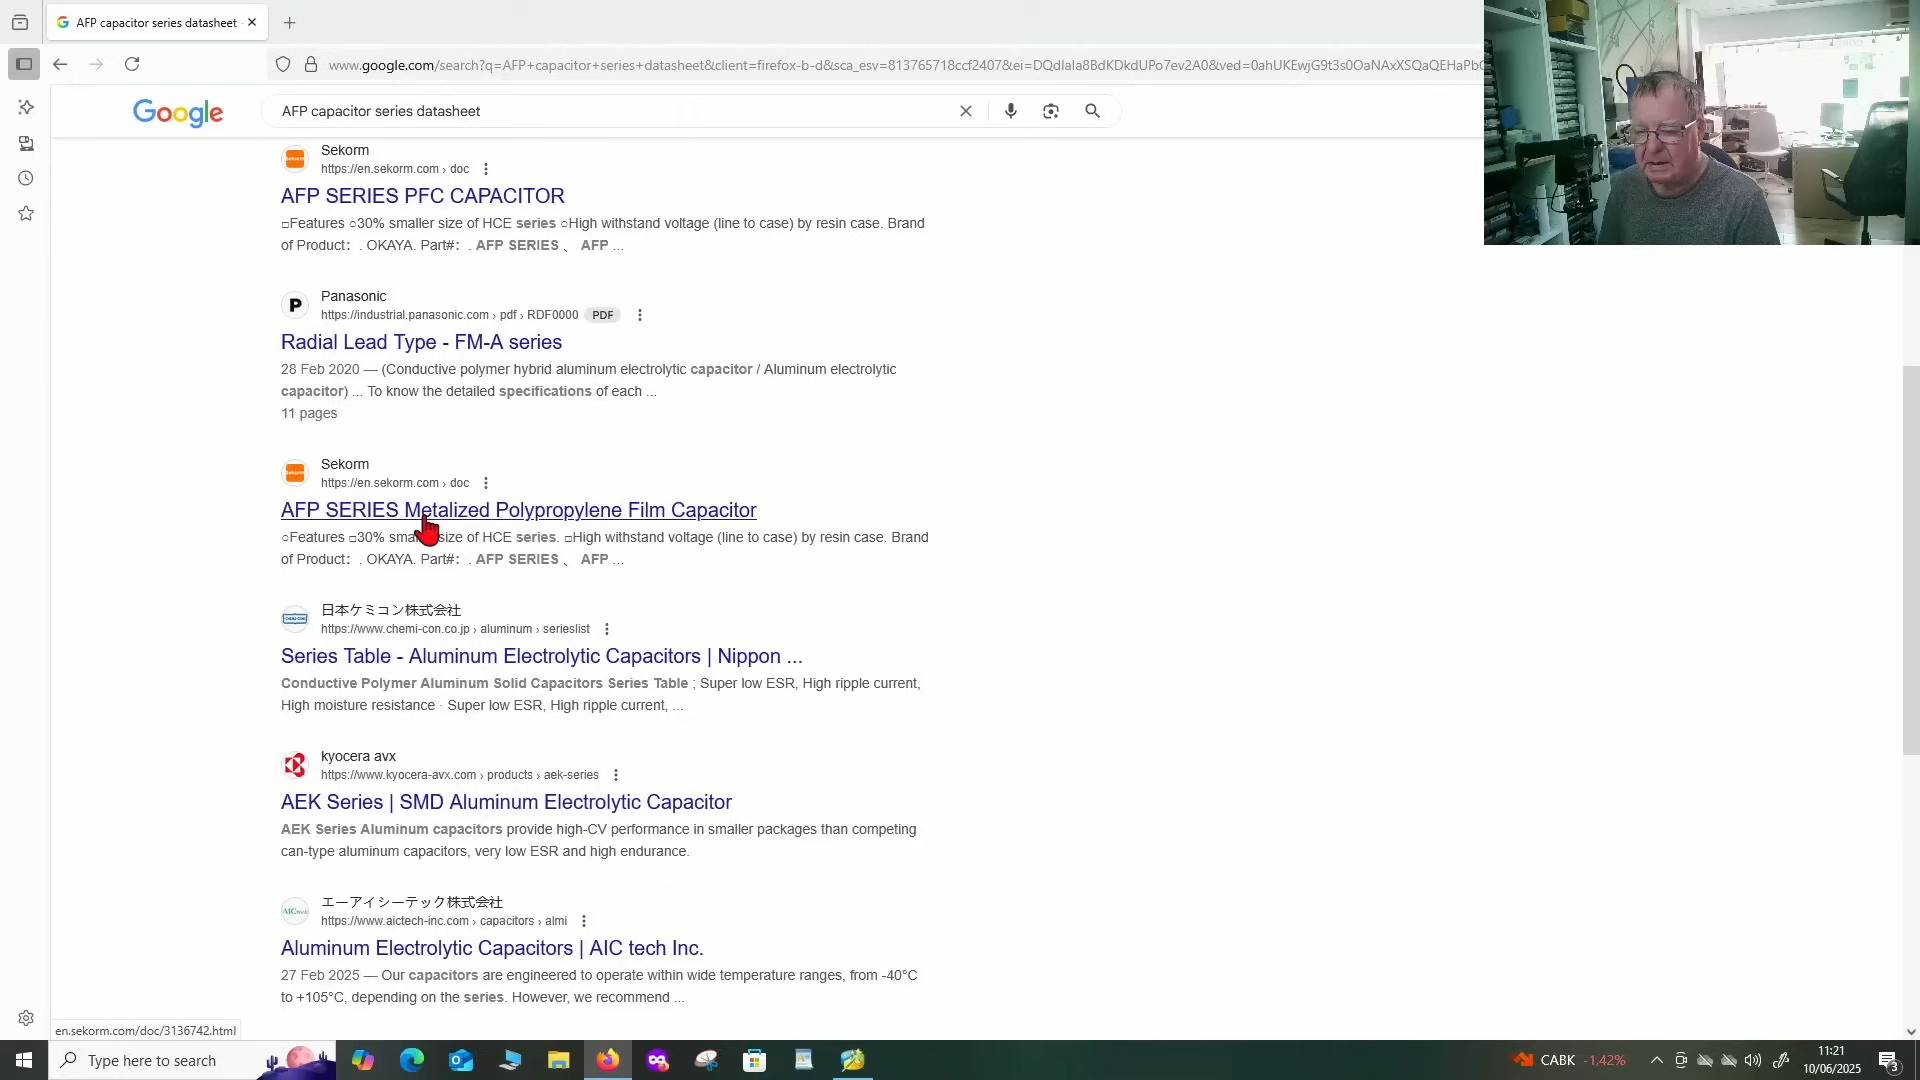 AFP capacitor series datasheet
www.google.com/search?q=AFP+capacitor+series+datasheet&client=firefox-b-d&sca_esv=813765718ccf2407&ei=DQdIala8BdKDkdUPo7ev2A0&ved=0ahUKEwjG9t3s0OaNAxXSQaQEHaPb
Google
AFP capacitor series datasheet
Sekorm
https://en.sekorm.com › doc
AFP SERIES PFC CAPACITOR
□Features ○30% smaller size of HCE series ○High withstand voltage (line to case) by resin case. Brand
of Product： . OKAYA. Part#： . AFP SERIES 、 AFP ...
P
Panasonic
https://industrial.panasonic.com › pdf › RDF0000 PDF
Radial Lead Type - FM-A series
28 Feb 2020 — (Conductive polymer hybrid aluminum electrolytic capacitor / Aluminum electrolytic
capacitor) ... To know the detailed specifications of each ...
11 pages
Sekorm
https://en.sekorm.com › doc
AFP SERIES Metalized Polypropylene Film Capacitor
○Features □30% smaller size of HCE series. □High withstand voltage (line to case) by resin case. Brand
of Product： . OKAYA. Part#： . AFP SERIES 、 AFP ...
日本ケミコン株式会社
https://www.chemi-con.co.jp › aluminum › serieslist
Series Table - Aluminum Electrolytic Capacitors | Nippon ...
Conductive Polymer Aluminum Solid Capacitors Series Table ; Super low ESR, High ripple current,
High moisture resistance · Super low ESR, High ripple current, ...
kyocera avx
https://www.kyocera-avx.com › products › aek-series
AEK Series | SMD Aluminum Electrolytic Capacitor
AEK Series Aluminum capacitors provide high-CV performance in smaller packages than competing
can-type aluminum capacitors, very low ESR and high endurance.
エーアイシーテック株式会社
https://www.aictech-inc.com › capacitors › almi
Aluminum Electrolytic Capacitors | AIC tech Inc.
27 Feb 2025 — Our capacitors are engineered to operate within wide temperature ranges, from -40°C
to +105°C, depending on the series. However, we recommend ...
en.sekorm.com/doc/3136742.html
Type here to search
CABK -1,42%
11:21
10/06/2025
3